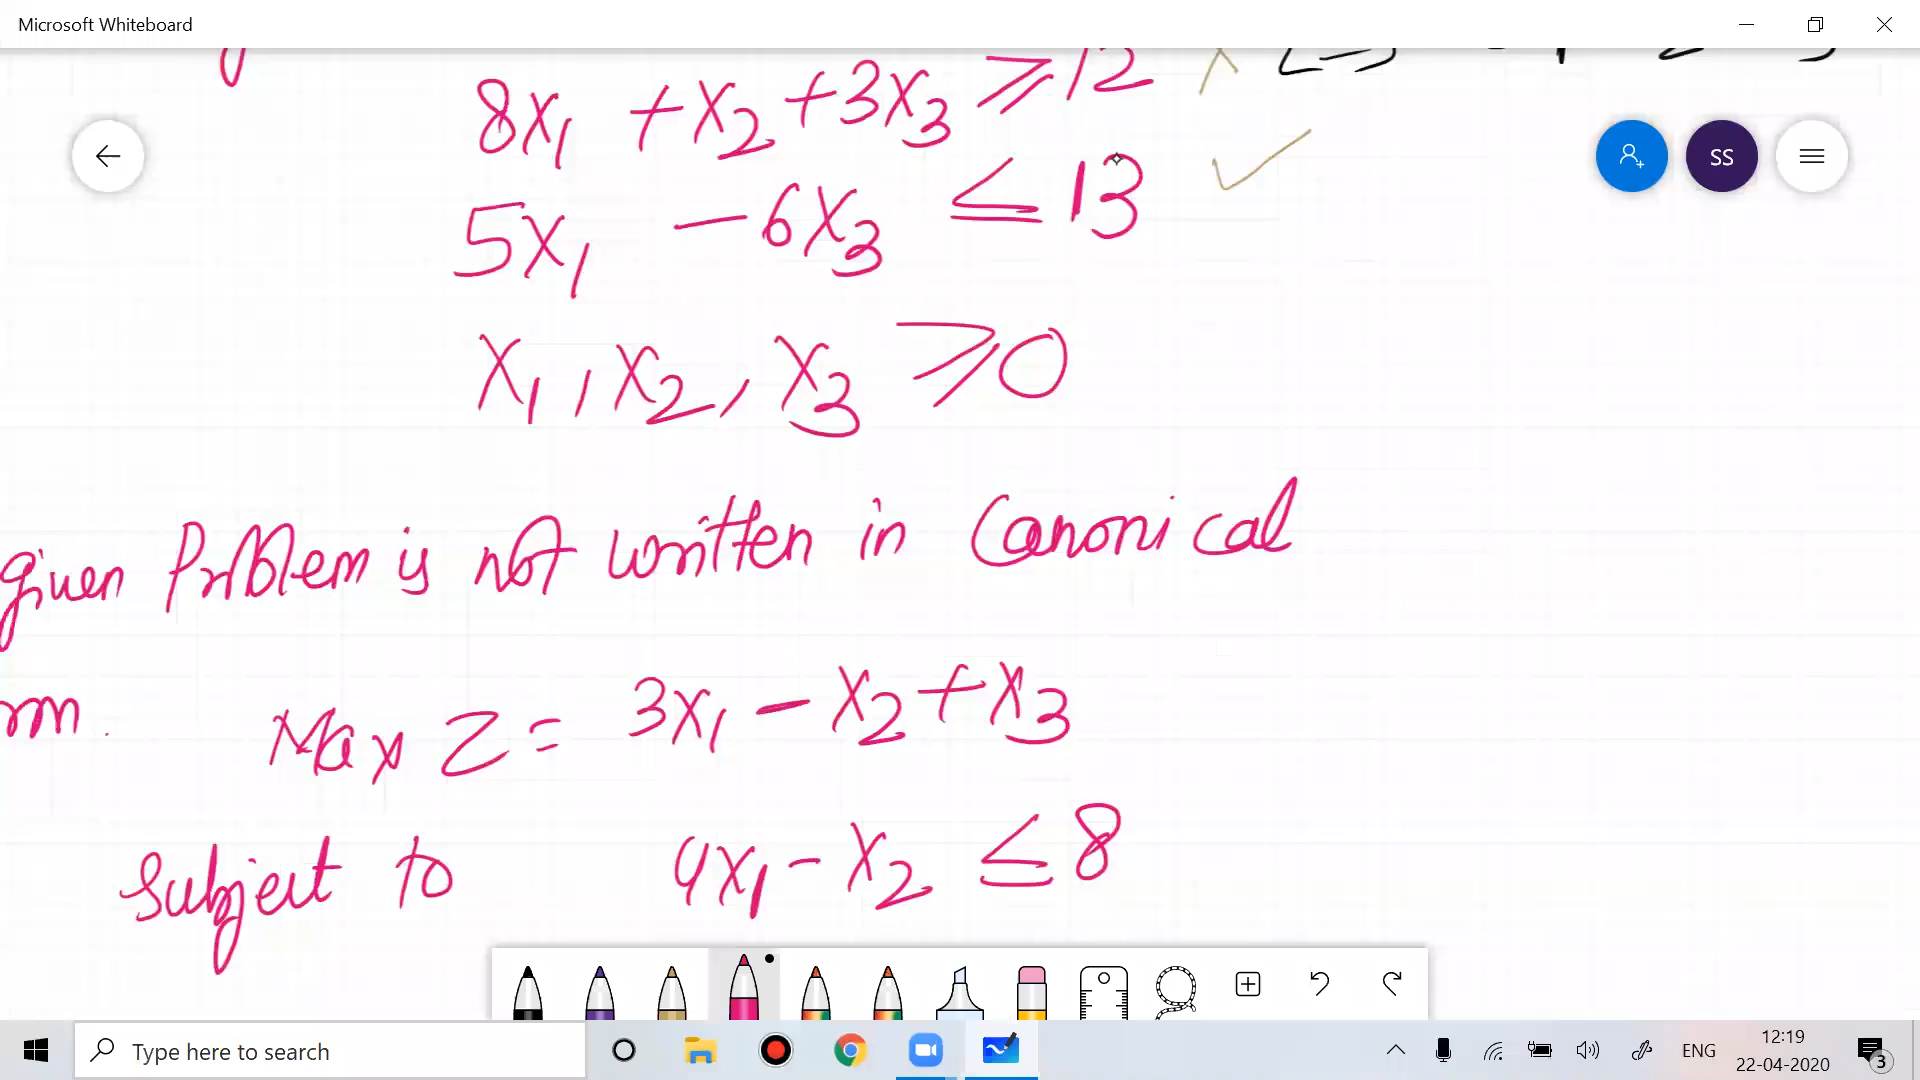 Microsoft Whiteboard
8x₁ + x₂ + 3x₃ ⩾ 12
5x₁ - 6x₃ ≤ 13
SS
x₁, x₂, x₃ ⩾ 0
given Problem is not written in Canonical
rm.
Max Z = 3x₁ - x₂ + x₃
Subject to 4x₁ - x₂ ≤ 8
Type here to search
ENG
12:19
22-04-2020
3